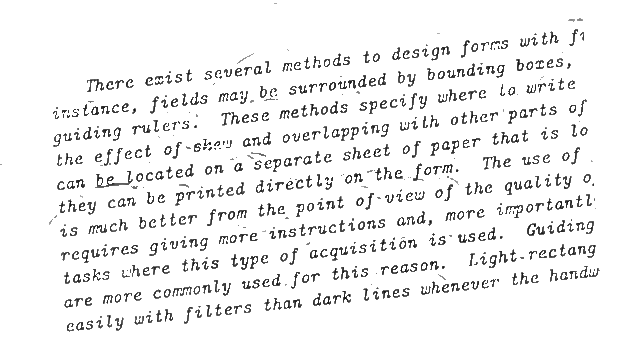 There exist several methods to design forms with fi
instance, fields may be surrounded by bounding boxes,
guiding rulers. These methods specify where to write
the effect of skew and overlapping with other parts of
can be located on a separate sheet of paper that is lo
they can be printed directly on the form. The use of
is much better from the point of view of the quality o
requires giving more instructions and, more importantl
tasks where this type of acquisition is used. Guiding
are more commonly used for this reason. Light rectang
easily with filters than dark lines whenever the handw